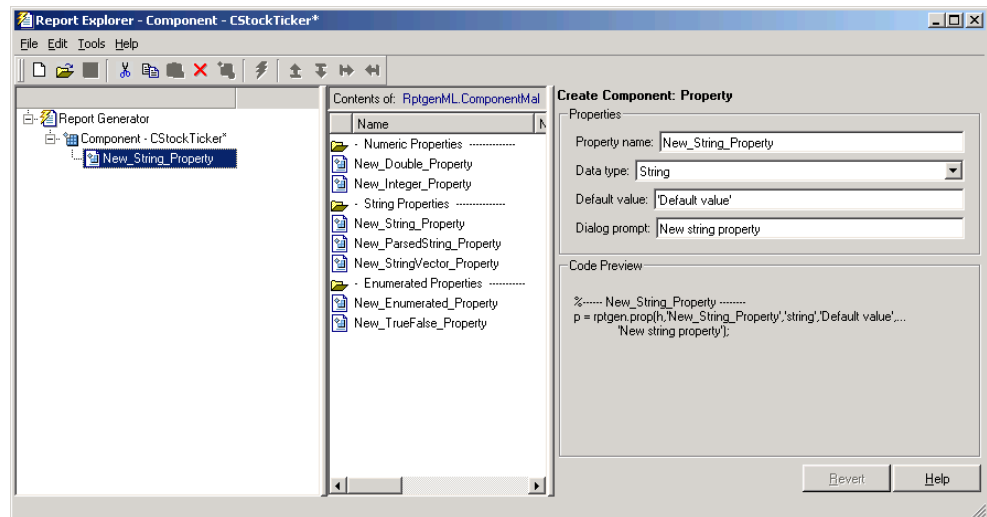 Report Explorer - Component - CStockTicker*
File Edit Tools Help
Report Generator
Component - CStockTicker*
New_String_Property
Contents of: RptgenML.ComponentMal
Name N
- Numeric Properties -------------
New_Double_Property
New_Integer_Property
- String Properties --------------
New_String_Property
New_ParsedString_Property
New_StringVector_Property
- Enumerated Properties ----------
New_Enumerated_Property
New_TrueFalse_Property
Create Component: Property
Properties
Property name: New_String_Property
Data type: String
Default value: 'Default value'
Dialog prompt: New string property
Code Preview
%------ New_String_Property --------
p = rptgen.prop(h,'New_String_Property','string','Default value',...
'New string property');
Revert Help